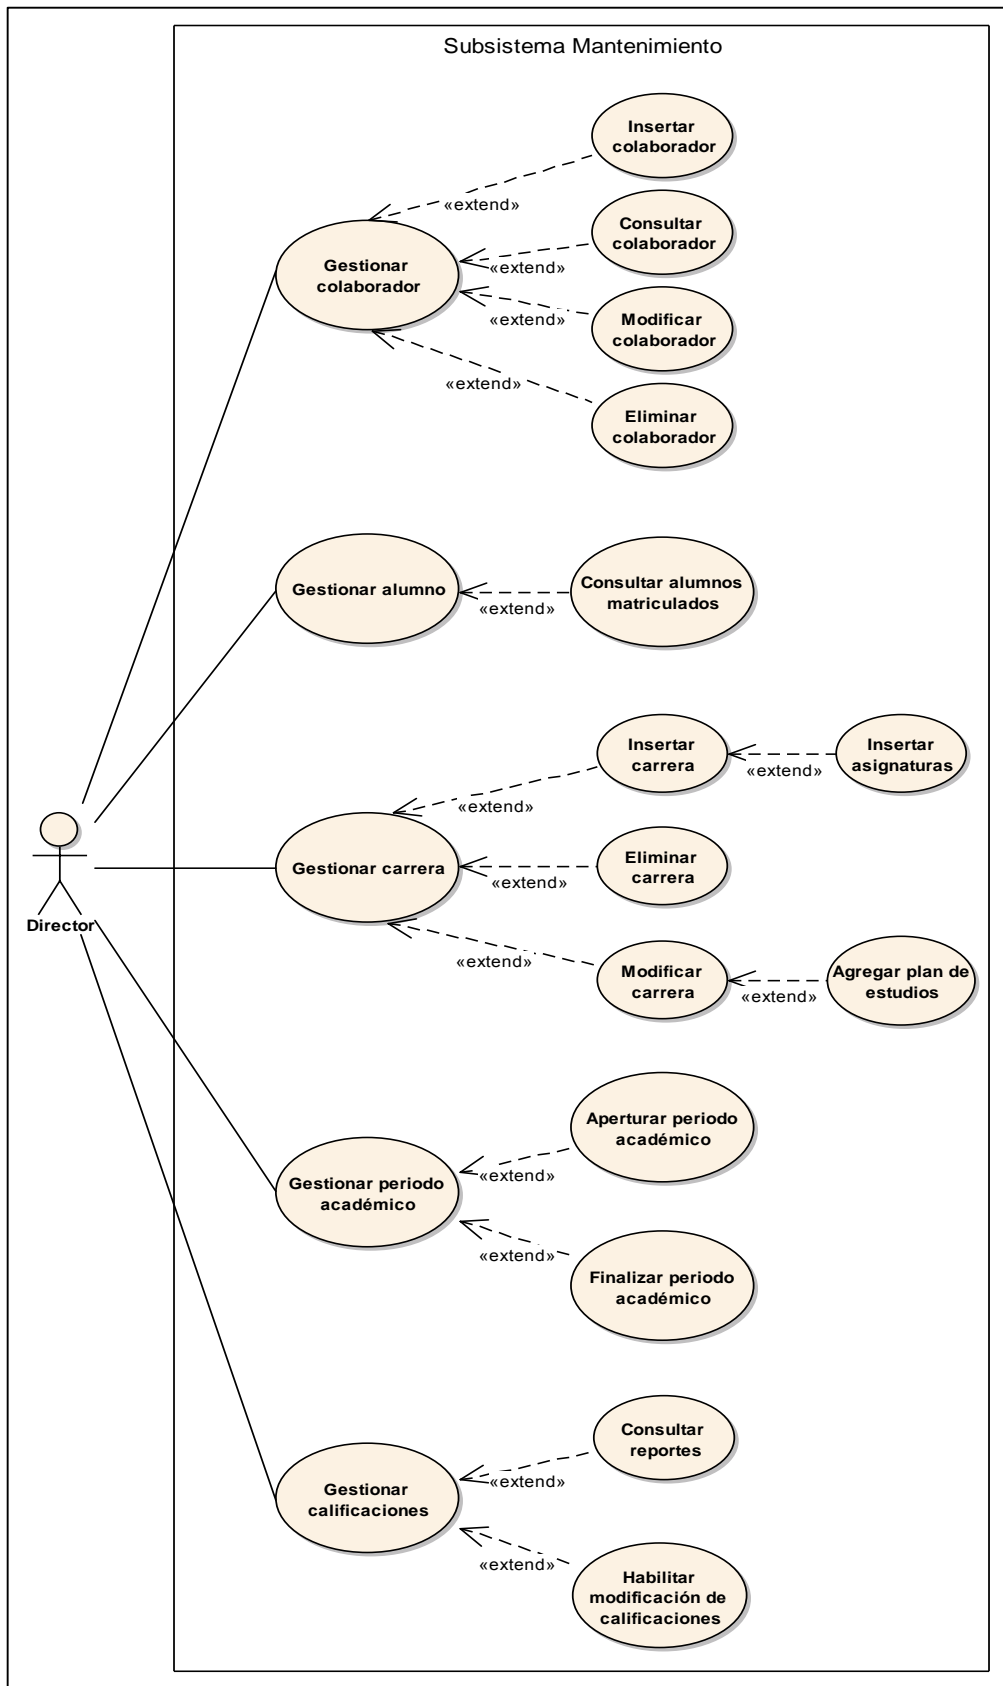 Subsistema Mantenimiento
Insertar
colaborador
«extend»
Consultar
colaborador
Gestionar
colaborador
«extend»
Modificar
colaborador
«extend»
«extend»
Eliminar
colaborador
Gestionar alumno
Consultar alumnos
matriculados
«extend»
Insertar
carrera
Insertar
asignaturas
«extend»
«extend»
Gestionar carrera
Eliminar
carrera
«extend»
Director
«extend»
Modificar
carrera
Agregar plan de
estudios
«extend»
Aperturar periodo
académico
«extend»
Gestionar periodo
académico
«extend»
Finalizar periodo
académico
Consultar
reportes
«extend»
Gestionar
calificaciones
«extend»
Habilitar
modificación de
calificaciones